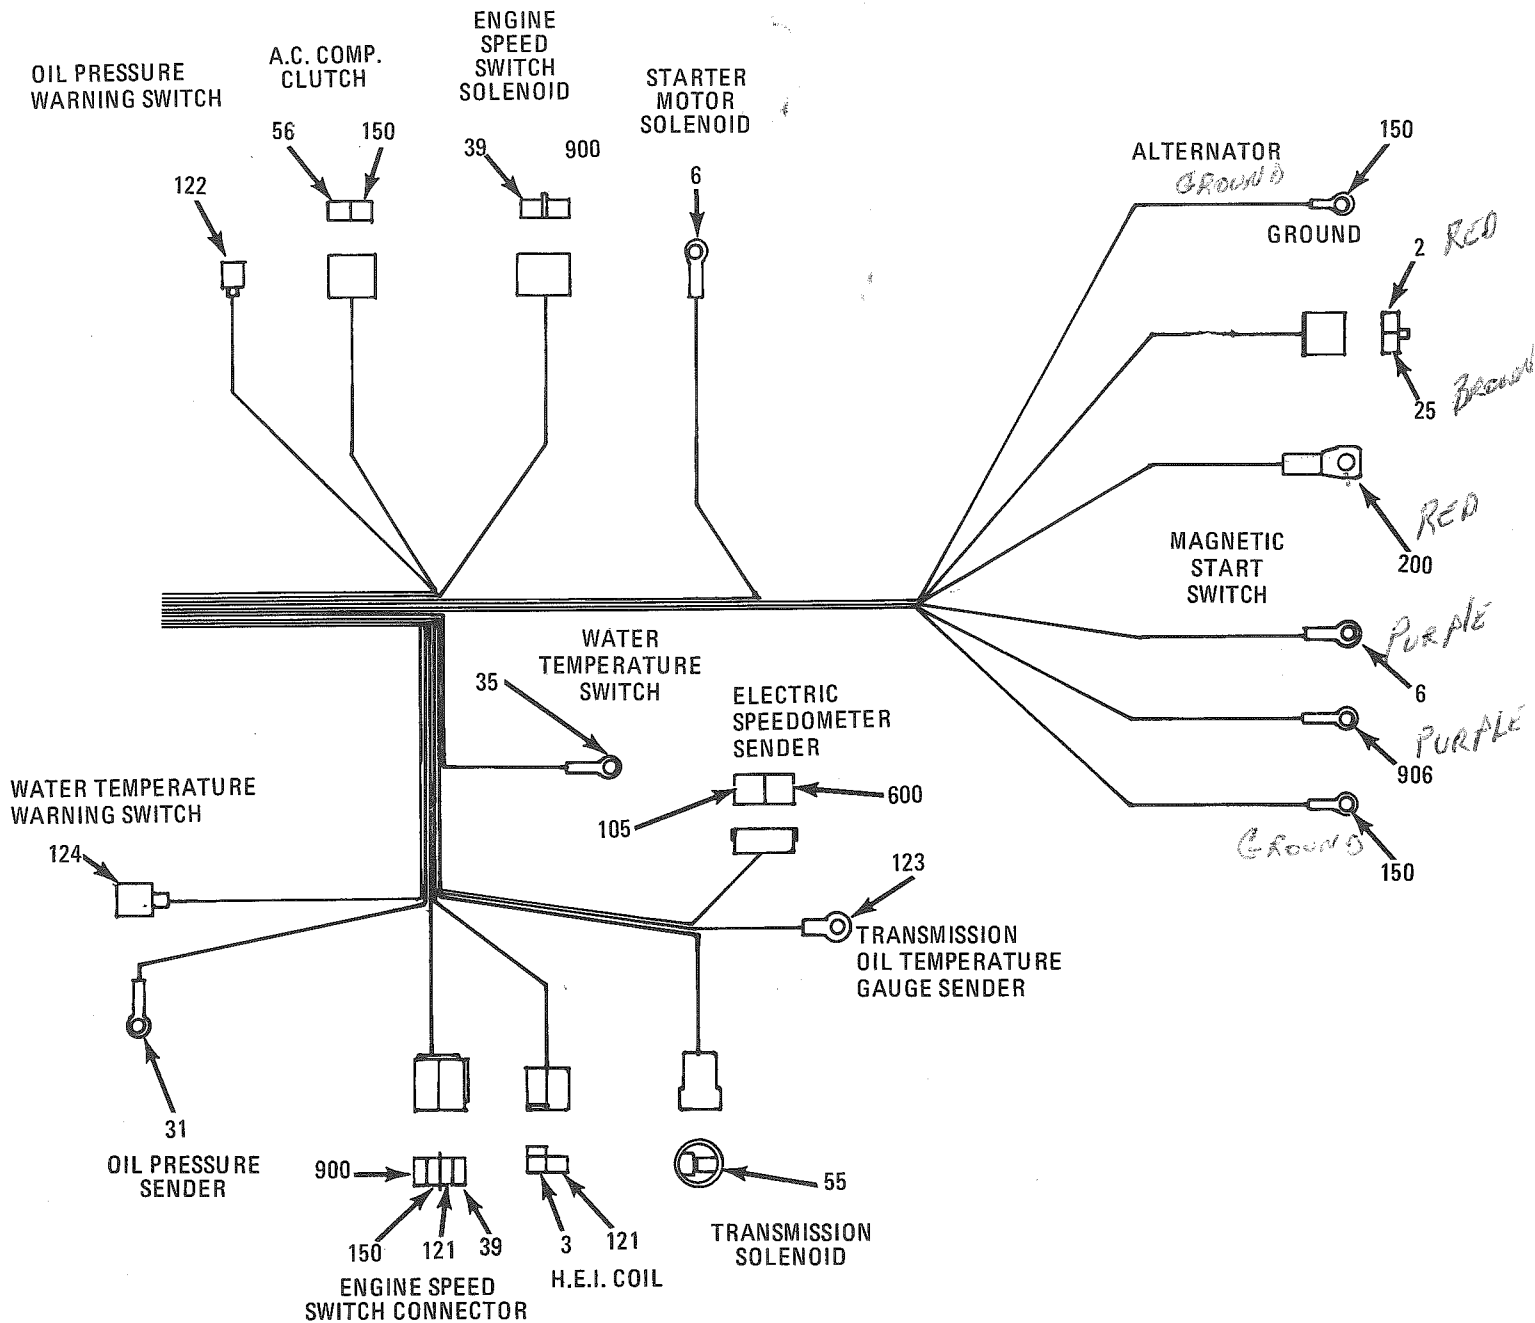 OIL PRESSURE
WARNING SWITCH
122
A.C. COMP.
CLUTCH
56 150
ENGINE
SPEED
SWITCH
SOLENOID
39 900
STARTER
MOTOR
SOLENOID
6
ALTERNATOR
GROUND
150
GROUND
2 RED
25 BROWN
RED
200
MAGNETIC
START
SWITCH
PURPLE
6
PURPLE
906
GROUND
150
WATER
TEMPERATURE
SWITCH
35
ELECTRIC
SPEEDOMETER
SENDER
105 600
WATER TEMPERATURE
WARNING SWITCH
124
123
TRANSMISSION
OIL TEMPERATURE
GAUGE SENDER
31
OIL PRESSURE
SENDER
900
150 121 39
ENGINE SPEED
SWITCH CONNECTOR
3 121
H.E.I. COIL
55
TRANSMISSION
SOLENOID